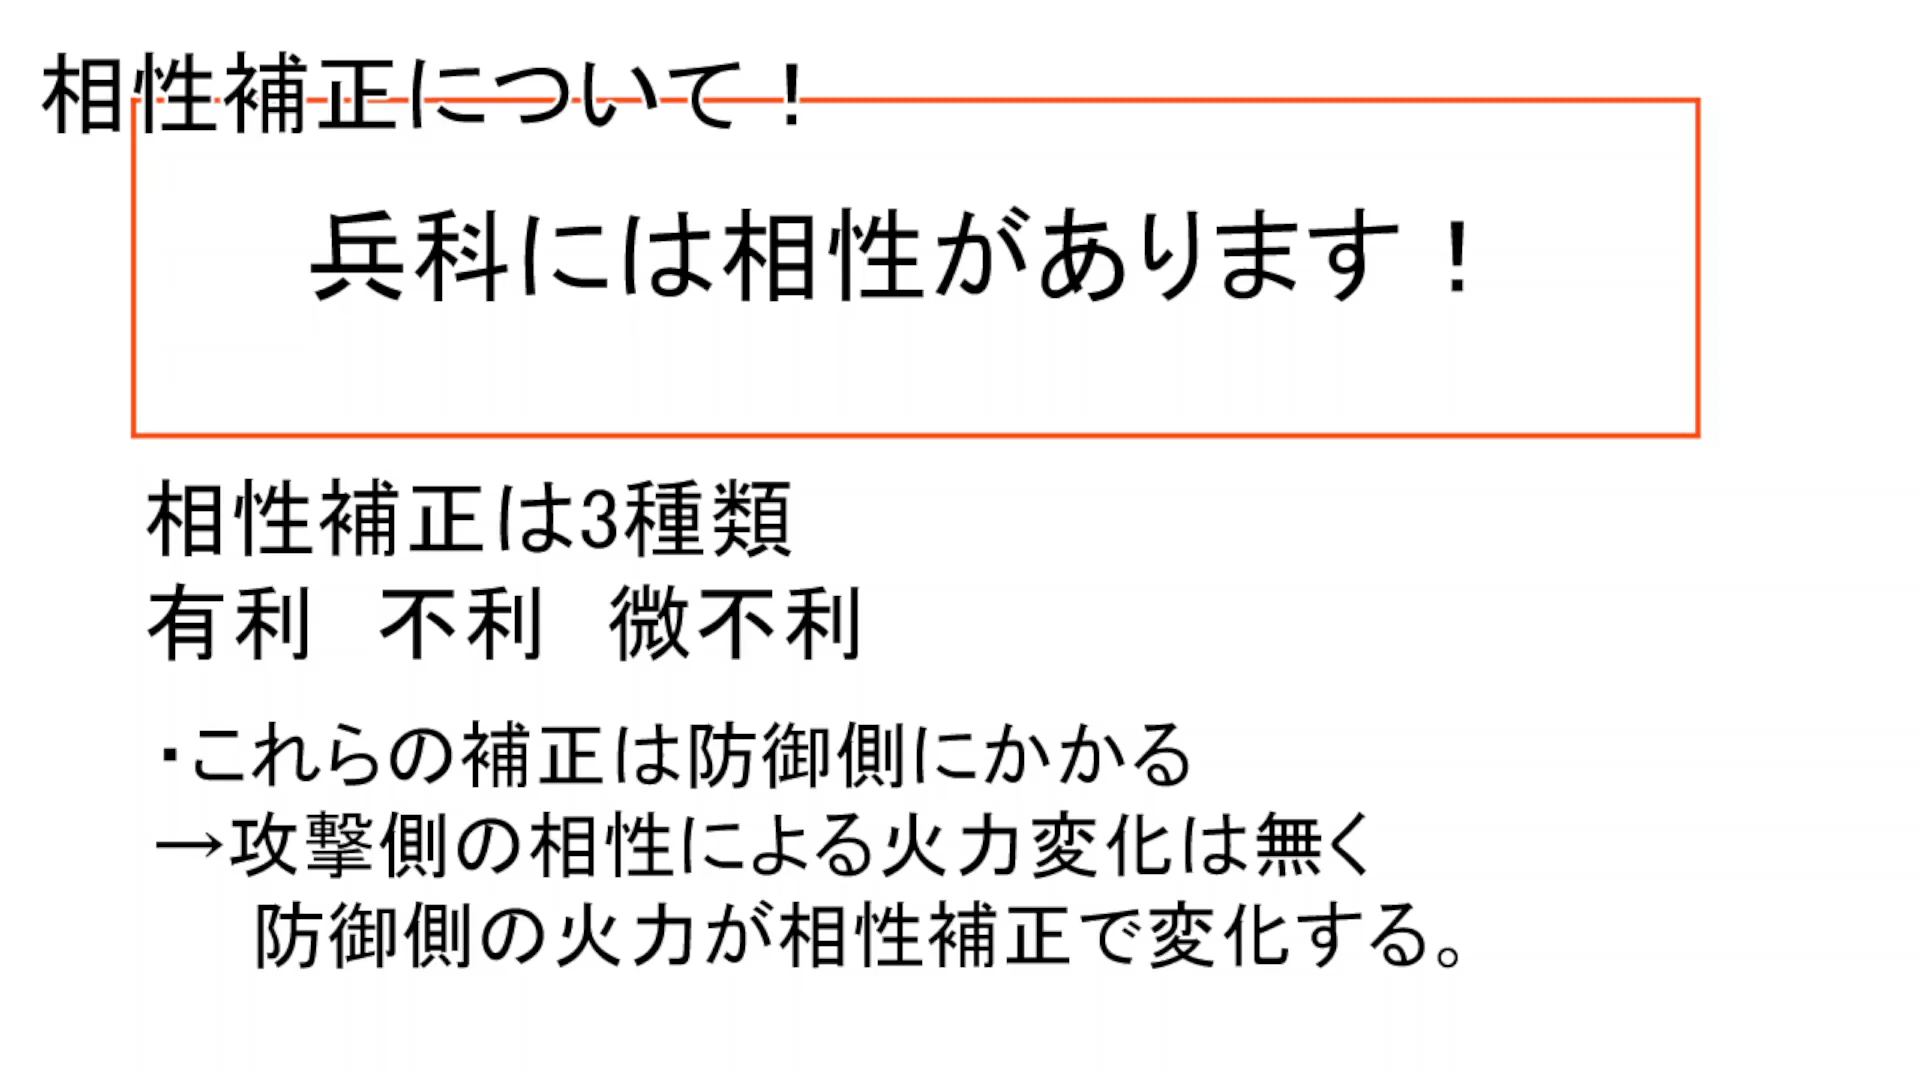 相性補正について！
兵科には相性があります！
相性補正は3種類
有利　不利　微不利
・これらの補正は防御側にかかる
→攻撃側の相性による火力変化は無く
防御側の火力が相性補正で変化する。